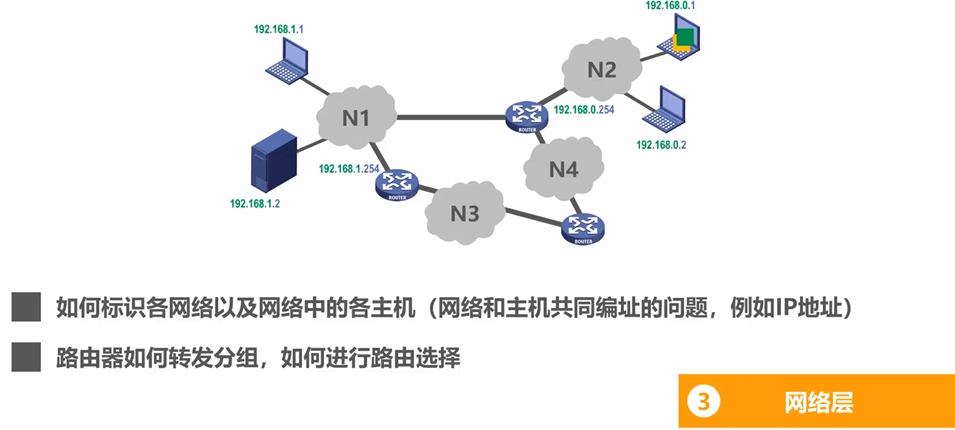 192.168.0.1
192.168.1.1
N2
N1
192.168.0.254
ROUTER
192.168.0.2
192.168.1.254
N4
ROUTER
192.168.1.2
N3
ROUTER
如何标识各网络以及网络中的各主机（网络和主机共同编址的问题，例如IP地址）
路由器如何转发分组，如何进行路由选择
3 网络层